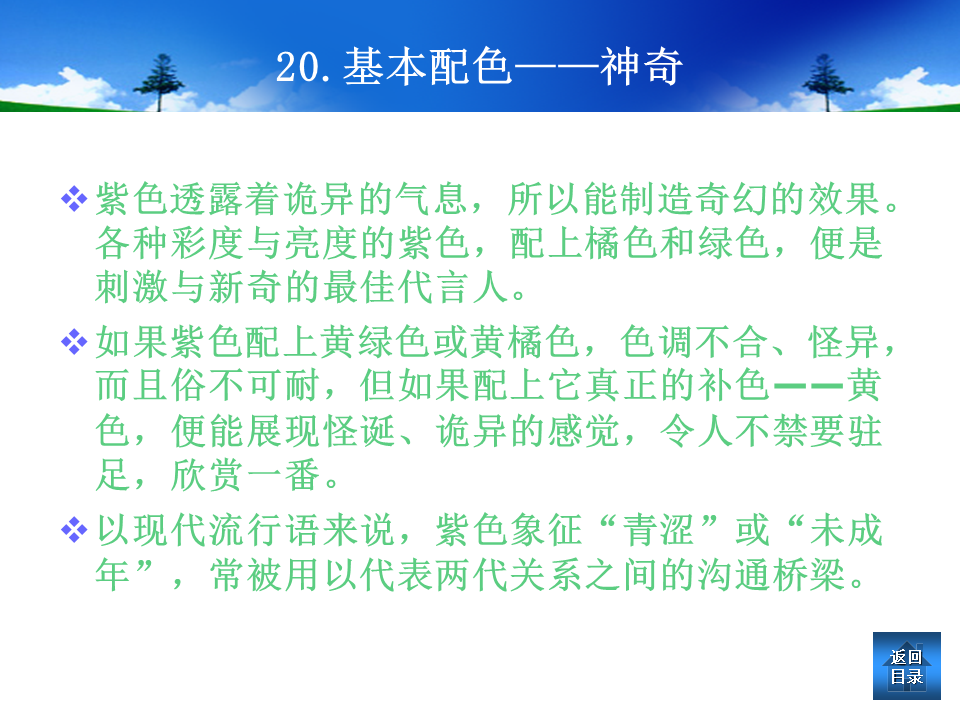 20.基本配色——神奇
紫色透露着诡异的气息，所以能制造奇幻的效果。
各种彩度与亮度的紫色，配上橘色和绿色，便是
刺激与新奇的最佳代言人。
如果紫色配上黄绿色或黄橘色，色调不合、怪异，
而且俗不可耐，但如果配上它真正的补色——黄
色，便能展现怪诞、诡异的感觉，令人不禁要驻
足，欣赏一番。
以现代流行语来说，紫色象征“青涩”或“未成
年”，常被用以代表两代关系之间的沟通桥梁。
返回
目录